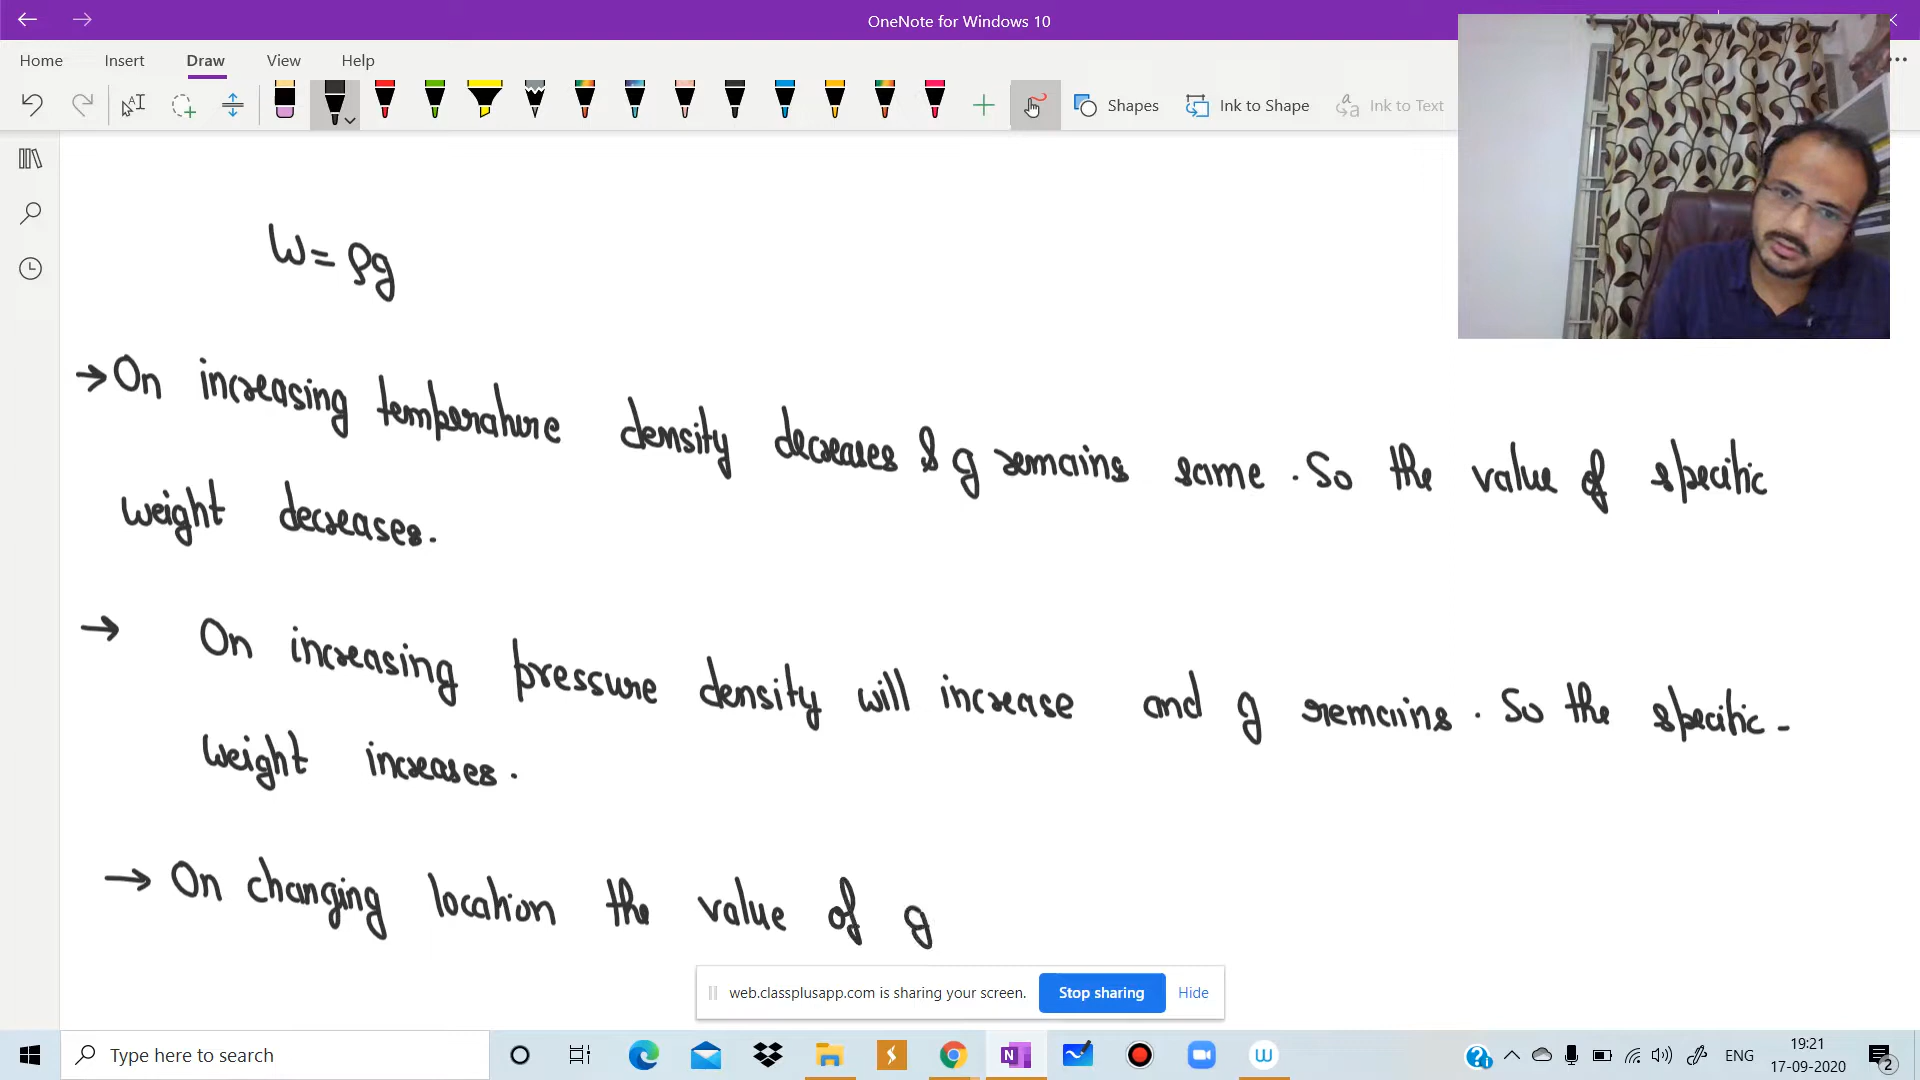 OneNote for Windows 10
Home Insert Draw View Help
Shapes Ink to Shape Ink to Text
W = ρg
→ On increasing temperature density decreases & g remains same. So the value of specific
weight decreases.
→ On increasing pressure density will increase and g remains. So the specific-
weight increases.
→ On changing location the value of g
web.classplusapp.com is sharing your screen. Stop sharing Hide
Type here to search
ENG
19:21
17-09-2020
2